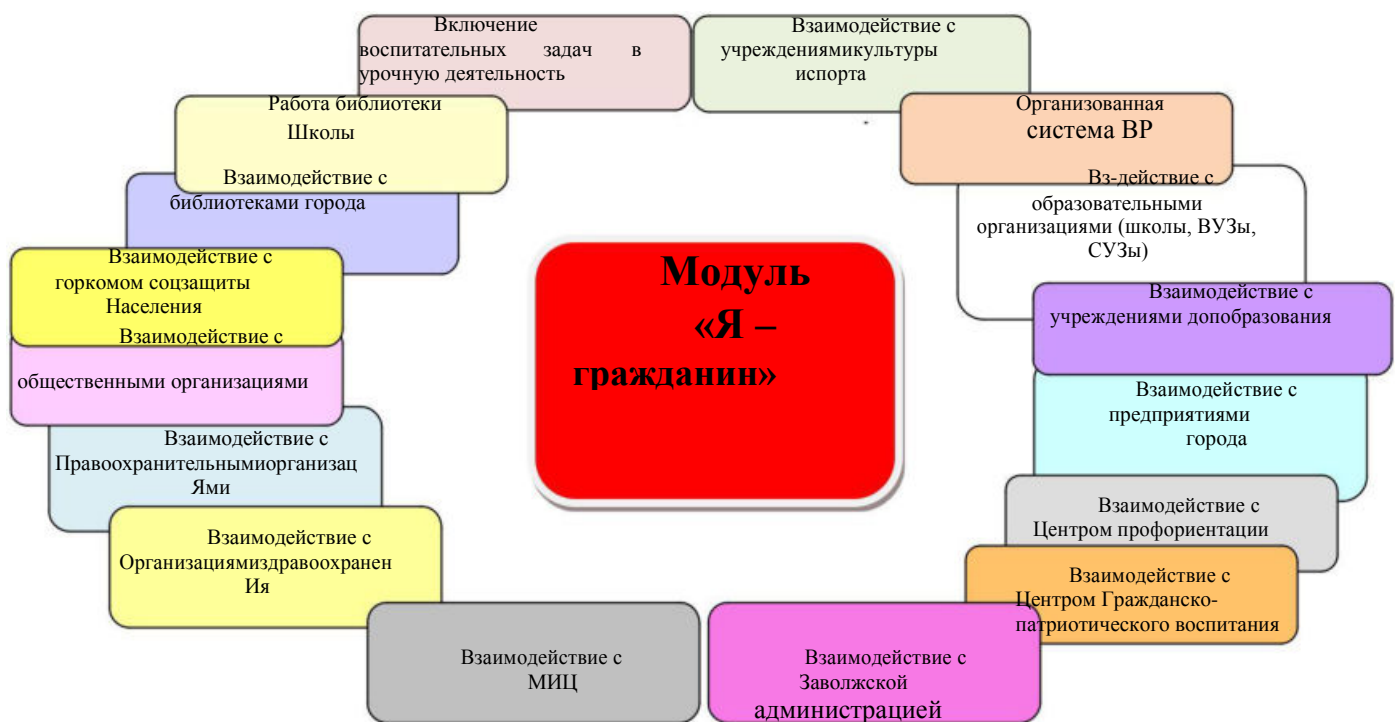 Включение
воспитательных задач в
урочную деятельность
Взаимодействие с
учреждениямикультуры
испорта
Работа библиотеки
Школы
Организованная
система ВР
Взаимодействие с
библиотеками города
Вз-действие с
образовательными
организациями (школы, ВУЗы,
СУЗы)
Взаимодействие с
горкомом соцзащиты
Населения
Модуль
«Я –
гражданин»
Взаимодействие с
учреждениями допобразования
Взаимодействие с
общественными организациями
Взаимодействие с
предприятиями
города
Взаимодействие с
Правоохранительнымиорганизац
Ями
Взаимодействие с
Центром профориентации
Взаимодействие с
Организациямиздравоохранен
Ия
Взаимодействие с
Центром Гражданско-
патриотического воспитания
Взаимодействие с
МИЦ
Взаимодействие с
Заволжской
администрацией